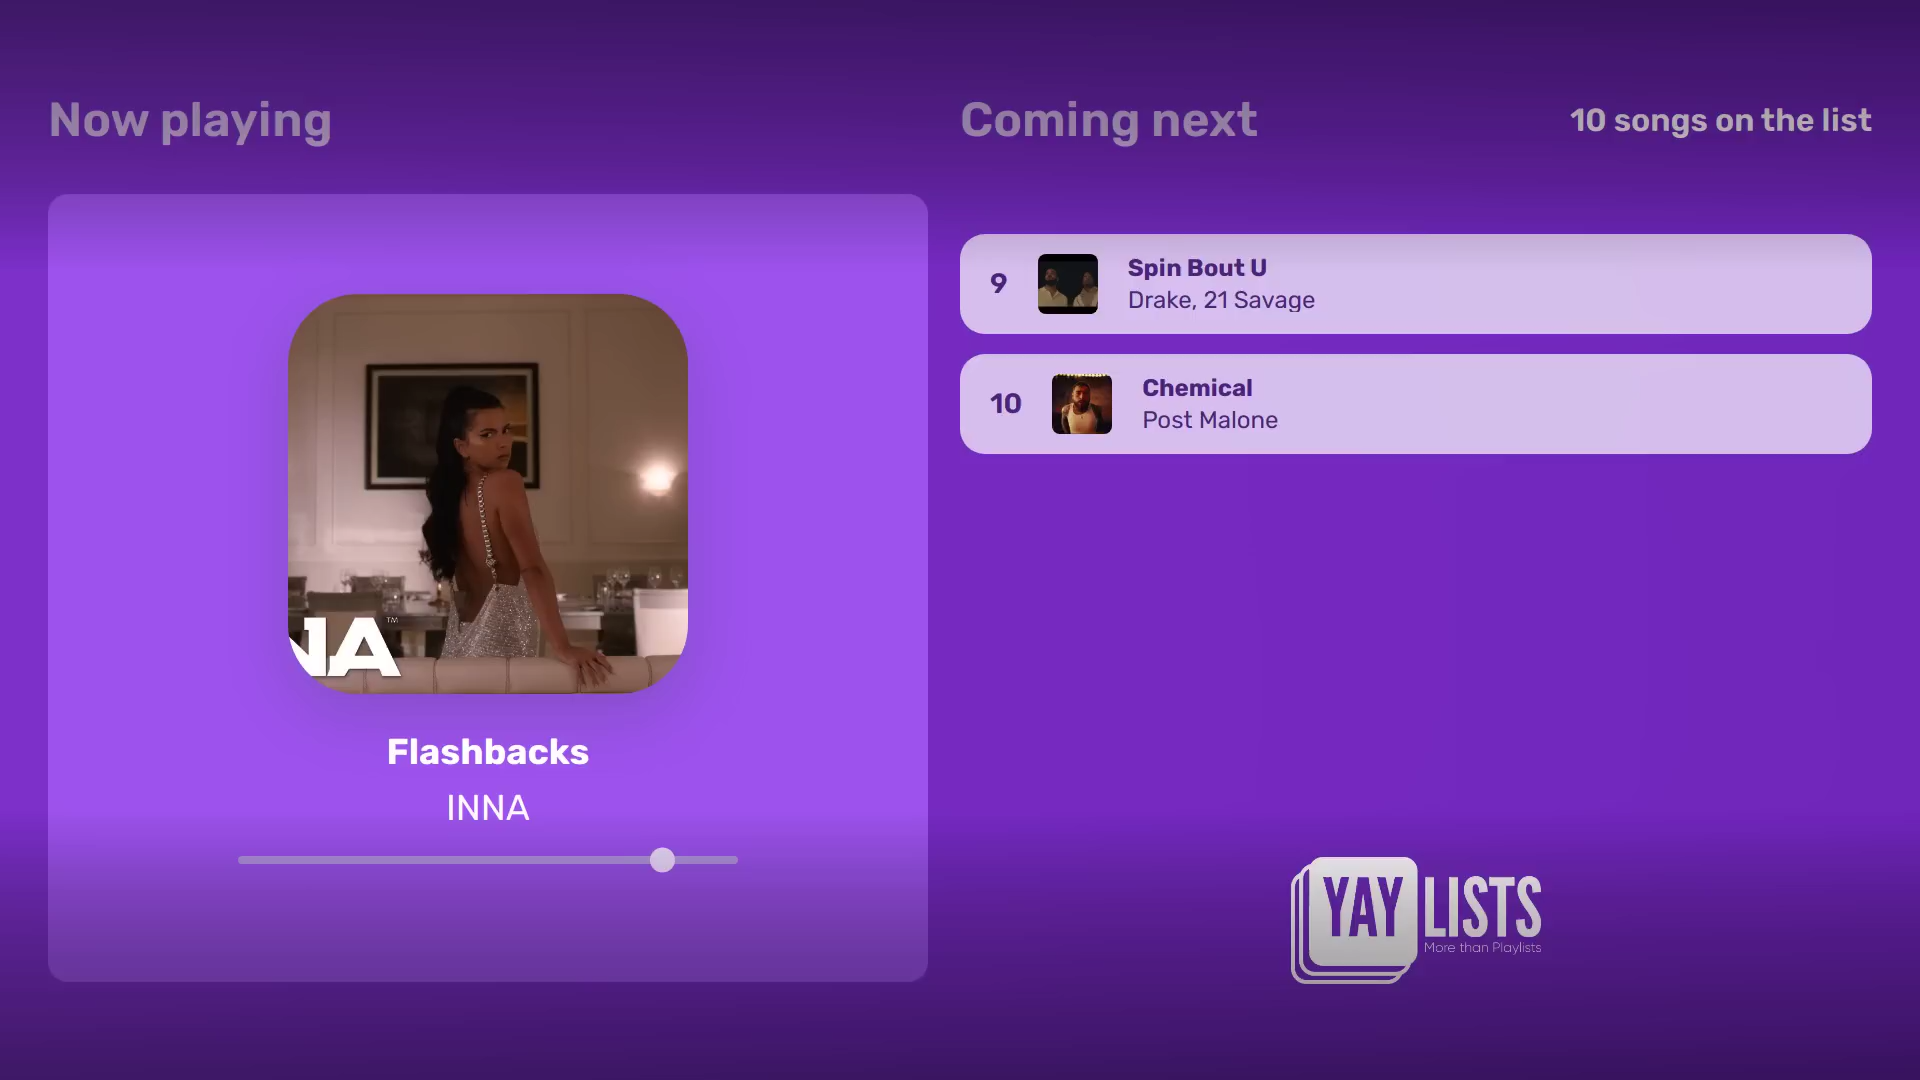 Now playing
Coming next
10 songs on the list
9
Spin Bout U
Drake, 21 Savage
10
Chemical
Post Malone
NA™
Flashbacks
INNA
YAY LISTS
More than Playlists